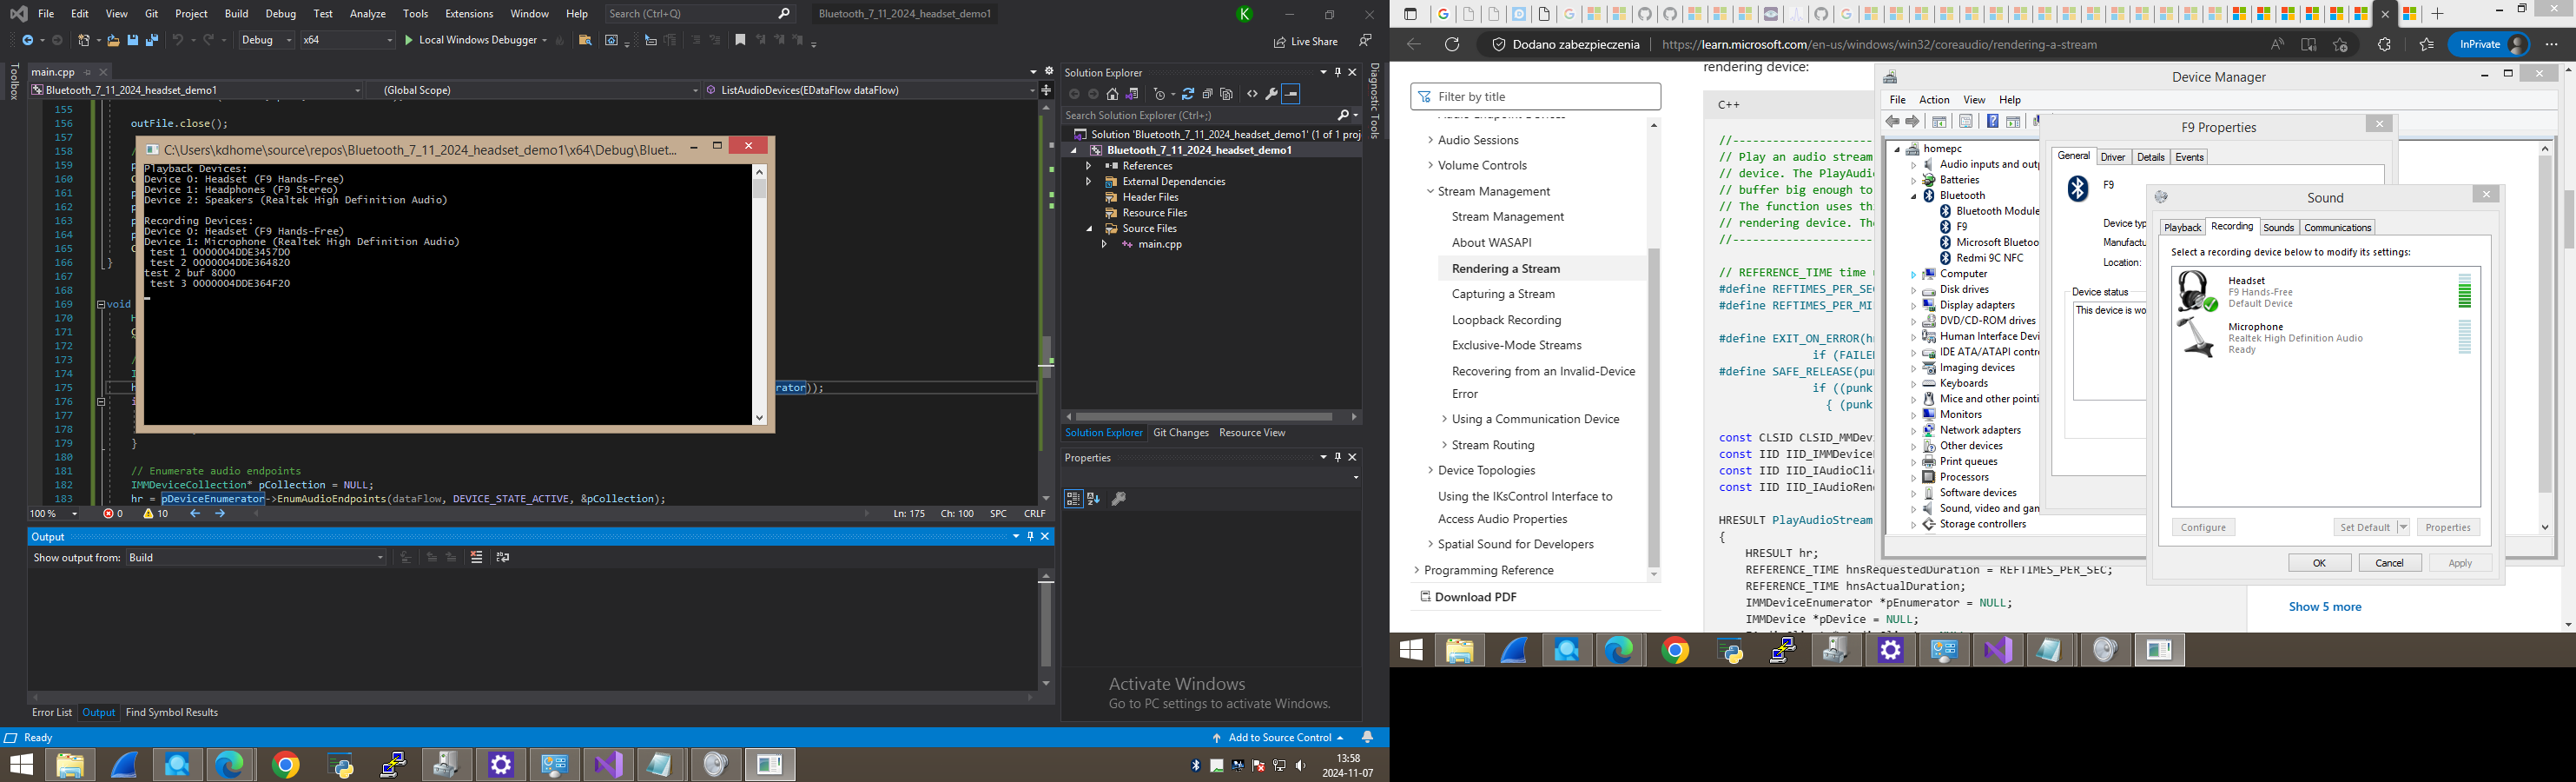 File Edit View Git Project Build Debug Test Analyze Tools Extensions Window Help Search (Ctrl+Q) Bluetooth_7_11_2024_headset_demo1 K
Debug x64 Local Windows Debugger Live Share
Toolbox
main.cpp
Bluetooth_7_11_2024_headset_demo1 (Global Scope) ListAudioDevices(EDataFlow dataFlow)
155
156 outFile.close();
157
158
159
160
161
162
163
164
165
166 }
167
168
169 void
170
171
172
173
174
175 rator));
176
177
178
179 }
180
181 // Enumerate audio endpoints
182 IMMDeviceCollection* pCollection = NULL;
183 hr = pDeviceEnumerator->EnumAudioEndpoints(dataFlow, DEVICE_STATE_ACTIVE, &pCollection);
100 % 0 10 Ln: 175 Ch: 100 SPC CRLF
C:\Users\kdhome\source\repos\Bluetooth_7_11_2024_headset_demo1\x64\Debug\Bluet...
Playback Devices:
Device 0: Headset (F9 Hands-Free)
Device 1: Headphones (F9 Stereo)
Device 2: Speakers (Realtek High Definition Audio)
Recording Devices:
Device 0: Headset (F9 Hands-Free)
Device 1: Microphone (Realtek High Definition Audio)
test 1 0000004DDE3457D0
test 2 0000004DDE364820
test 2 buf 8000
test 3 0000004DDE364F20
Output
Show output from: Build
Error List Output Find Symbol Results
Ready Add to Source Control
Solution Explorer
Search Solution Explorer (Ctrl+;)
Solution 'Bluetooth_7_11_2024_headset_demo1' (1 of 1 proj
Bluetooth_7_11_2024_headset_demo1
References
External Dependencies
Header Files
Resource Files
Source Files
main.cpp
Solution Explorer Git Changes Resource View
Properties
Diagnostic Tools
Activate Windows
Go to PC settings to activate Windows.
13:58
2024-11-07
Dodano zabezpieczenia https://learn.microsoft.com/en-us/windows/win32/coreaudio/rendering-a-stream InPrivate
Filter by title
Audio Sessions
Volume Controls
Stream Management
Stream Management
About WASAPI
Rendering a Stream
Capturing a Stream
Loopback Recording
Exclusive-Mode Streams
Recovering from an Invalid-Device
Error
Using a Communication Device
Stream Routing
Device Topologies
Using the IKsControl Interface to
Access Audio Properties
Spatial Sound for Developers
Programming Reference
Download PDF
rendering device:
C++
//-----------------------
// Play an audio stream
// device. The PlayAudio
// buffer big enough to
// The function uses th
// rendering device. Th
//-----------------------
// REFERENCE_TIME time
#define REFTIMES_PER_SEC
#define REFTIMES_PER_MI
#define EXIT_ON_ERROR(h
if (FAILE
#define SAFE_RELEASE(pu
if ((punk
{ (punk
const CLSID CLSID_MMDevi
const IID IID_IMMDevice
const IID IID_IAudioCli
const IID IID_IAudioRen
HRESULT PlayAudioStream
{
HRESULT hr;
REFERENCE_TIME hnsRequestedDuration = REFTIMES_PER_SEC;
REFERENCE_TIME hnsActualDuration;
IMMDeviceEnumerator *pEnumerator = NULL;
IMMDevice *pDevice = NULL;
Show 5 more
Device Manager
File Action View Help
homepc
Audio inputs and outp
Batteries
Bluetooth
Bluetooth Module
F9
Microsoft Bluetoo
Redmi 9C NFC
Computer
Disk drives
Display adapters
DVD/CD-ROM drives
Human Interface Devi
IDE ATA/ATAPI contro
Imaging devices
Keyboards
Mice and other pointi
Monitors
Network adapters
Other devices
Print queues
Processors
Software devices
Sound, video and gam
Storage controllers
F9 Properties
General Driver Details Events
F9
Device typ
Manufactu
Location:
Device status
This device is wo
Sound
Playback Recording Sounds Communications
Select a recording device below to modify its settings:
Headset
F9 Hands-Free
Default Device
Microphone
Realtek High Definition Audio
Ready
Configure Set Default Properties
OK Cancel Apply